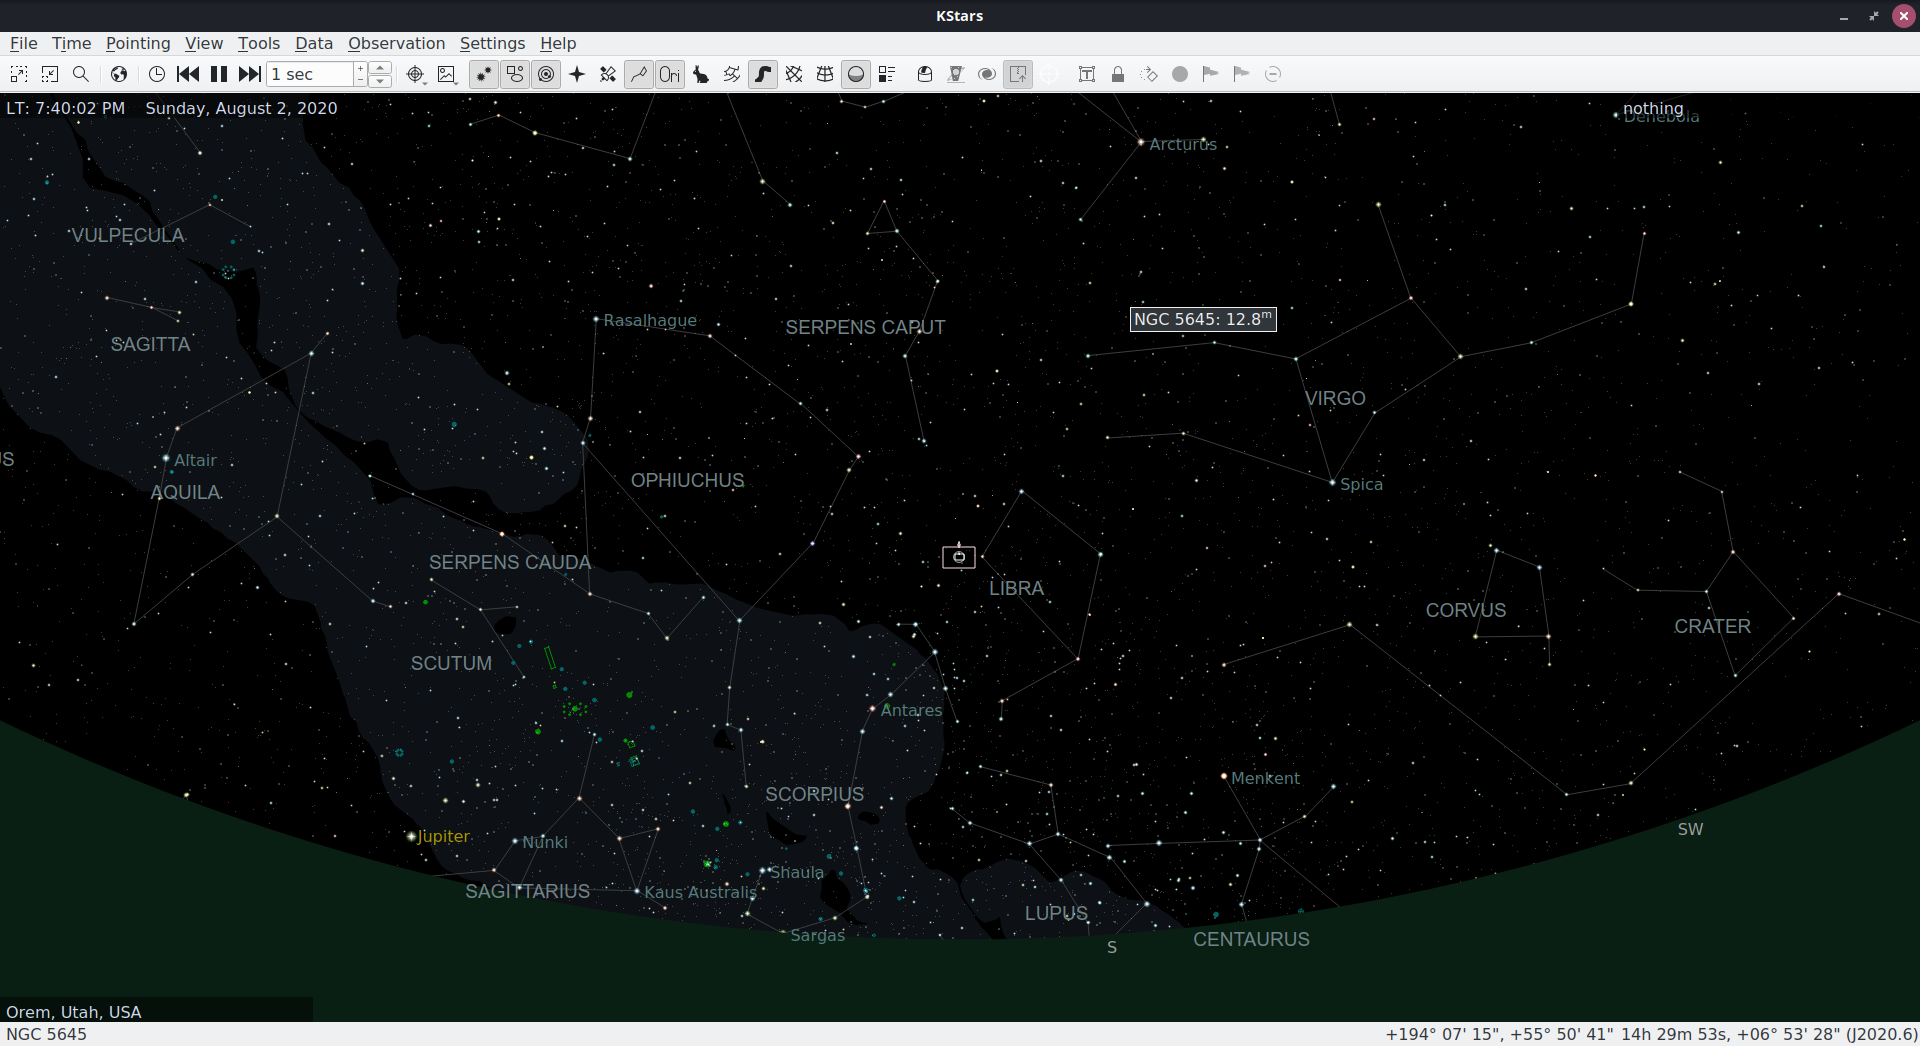 KStars
File Time Pointing View Tools Data Observation Settings Help
1 sec
Ori
LT: 7:40:02 PM Sunday, August 2, 2020
nothing
Denebola
Arcturus
VULPECULA
NGC 5645: 12.8m
Rasalhague
SERPENS CAPUT
SAGITTA
VIRGO
US
Altair
OPHIUCHUS
Spica
AQUILA
SERPENS CAUDA
LIBRA
CORVUS
CRATER
SCUTUM
Antares
Menkent
SCORPIUS
SW
Jupiter
Nunki
Shaula
SAGITTARIUS
Kaus Australis
LUPUS
Sargas
CENTAURUS
S
Orem, Utah, USA
NGC 5645
+194° 07' 15", +55° 50' 41" 14h 29m 53s, +06° 53' 28" (J2020.6)